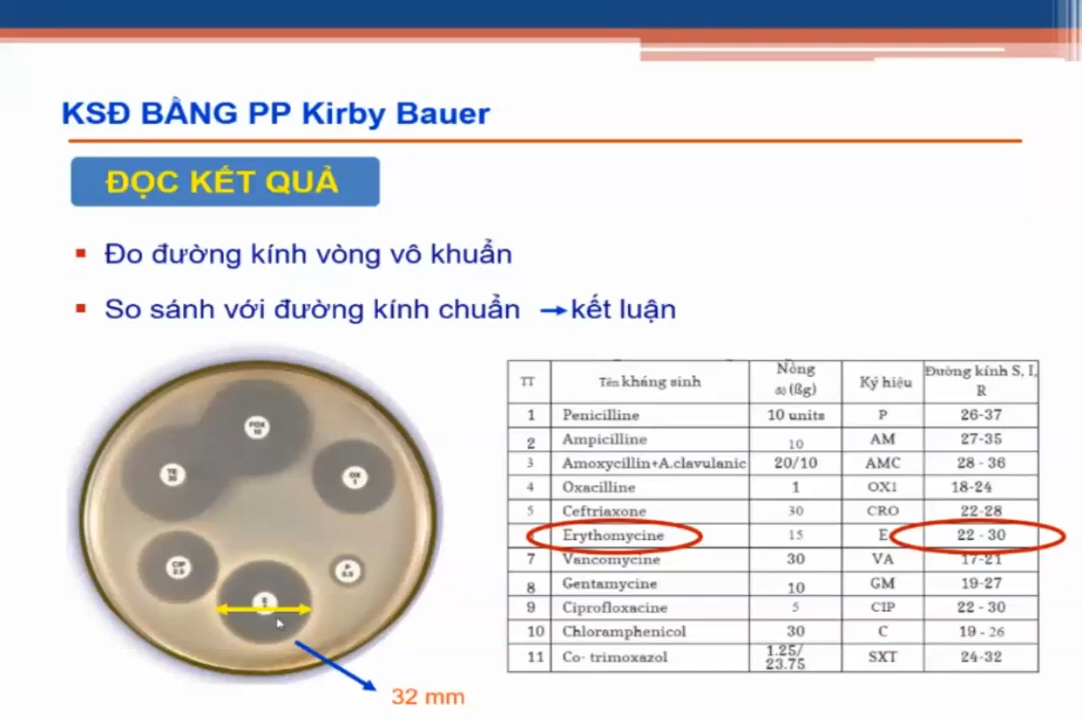 KSĐ BẰNG PP Kirby Bauer
ĐỌC KẾT QUẢ
Đo đường kính vòng vô khuẩn
So sánh với đường kính chuẩn → kết luận
TT Tên kháng sinh Nồng độ (ßg) Ký hiệu Đường kính S, I, R
1 Penicilline 10 units P 26-37
2 Ampicilline 10 AM 27-35
3 Amoxycillin+A.clavulanic 20/10 AMC 28 - 36
4 Oxacilline 1 OX1 18-24
5 Ceftriaxone 30 CRO 22-28
Erythomycine 15 E 22 - 30
7 Vancomycine 30 VA 17-21
8 Gentamycine 10 GM 19-27
9 Ciprofloxacine 5 CIP 22 - 30
10 Chloramphenicol 30 C 19 - 26
11 Co- trimoxazol 1.25/ 23.75 SXT 24-32
FOX
10
TE
30
OX
1
CIP
P
E
32 mm